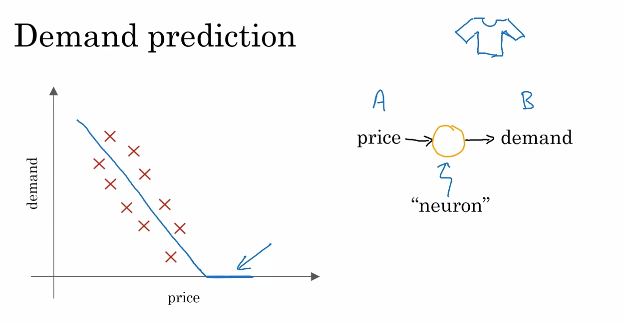 Demand prediction
demand
price
A
B
price
demand
“neuron”